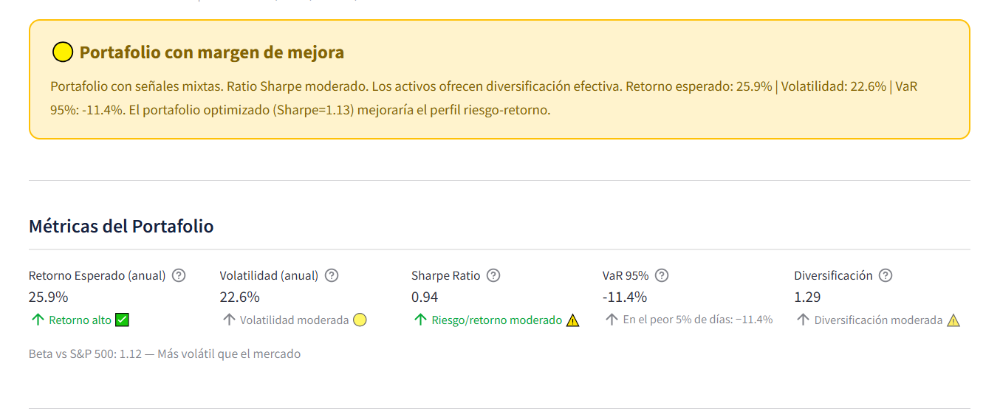 Portafolio con margen de mejora
Portafolio con señales mixtas. Ratio Sharpe moderado. Los activos ofrecen diversificación efectiva. Retorno esperado: 25.9% | Volatilidad: 22.6% | VaR
95%: -11.4%. El portafolio optimizado (Sharpe=1.13) mejoraría el perfil riesgo-retorno.
Métricas del Portafolio
Retorno Esperado (anual)
25.9%
↑ Retorno alto ✅
Volatilidad (anual)
22.6%
↑ Volatilidad moderada 🟡
Sharpe Ratio
0.94
↑ Riesgo/retorno moderado ⚠️
VaR 95%
-11.4%
↑ En el peor 5% de días: −11.4%
Diversificación
1.29
↑ Diversificación moderada ⚠️
Beta vs S&P 500: 1.12 — Más volátil que el mercado